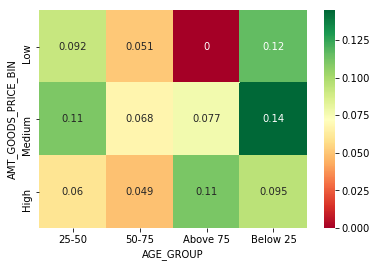 AMT_GOODS_PRICE_BIN
Low
0.092 0.051 0 0.12
Medium
0.11 0.068 0.077 0.14
High
0.06 0.049 0.11 0.095
25-50 50-75 Above 75 Below 25
AGE_GROUP
0.125
0.100
0.075
0.050
0.025
0.000